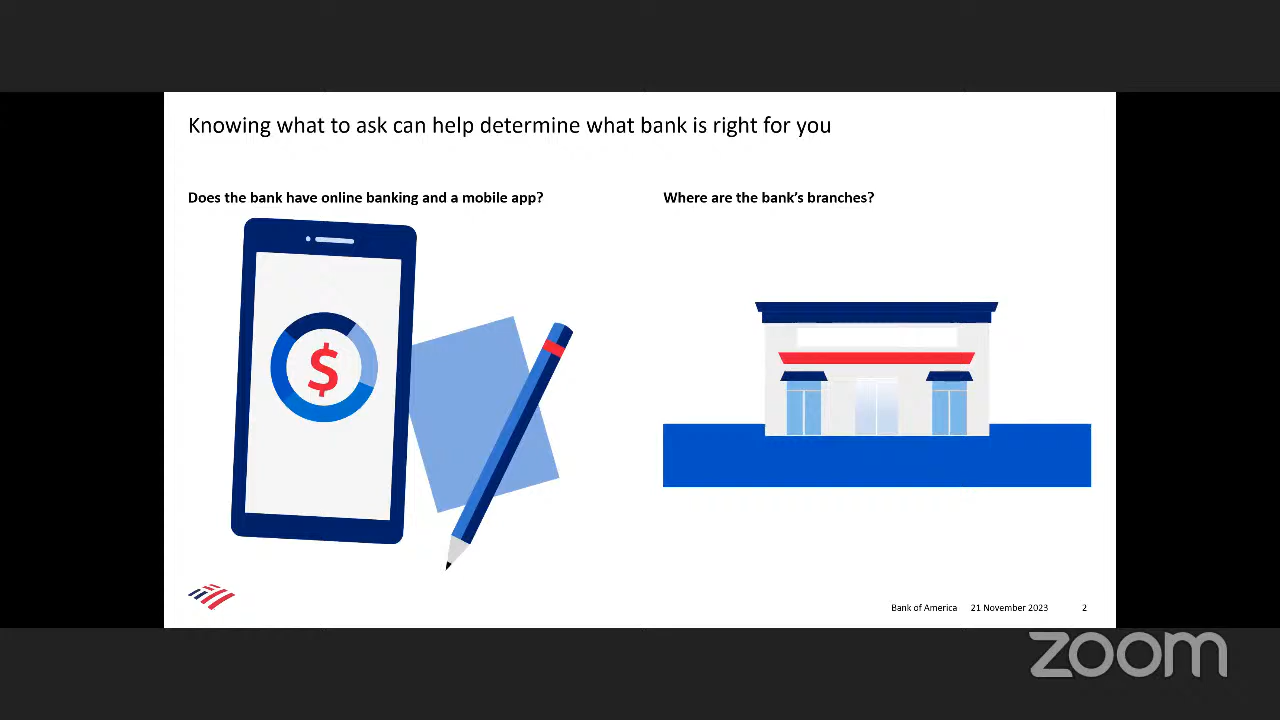 Knowing what to ask can help determine what bank is right for you
Does the bank have online banking and a mobile app?
Where are the bank's branches?
$
Bank of America 21 November 2023 2
zoom